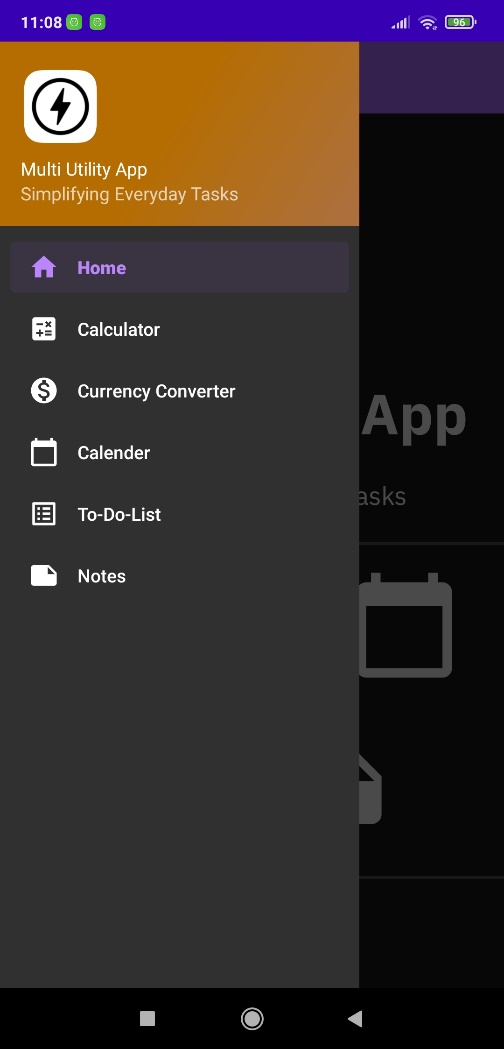 11:08
96
Multi Utility App
Simplifying Everyday Tasks
Home
Calculator
Currency Converter
Calender
To-Do-List
Notes
App
asks